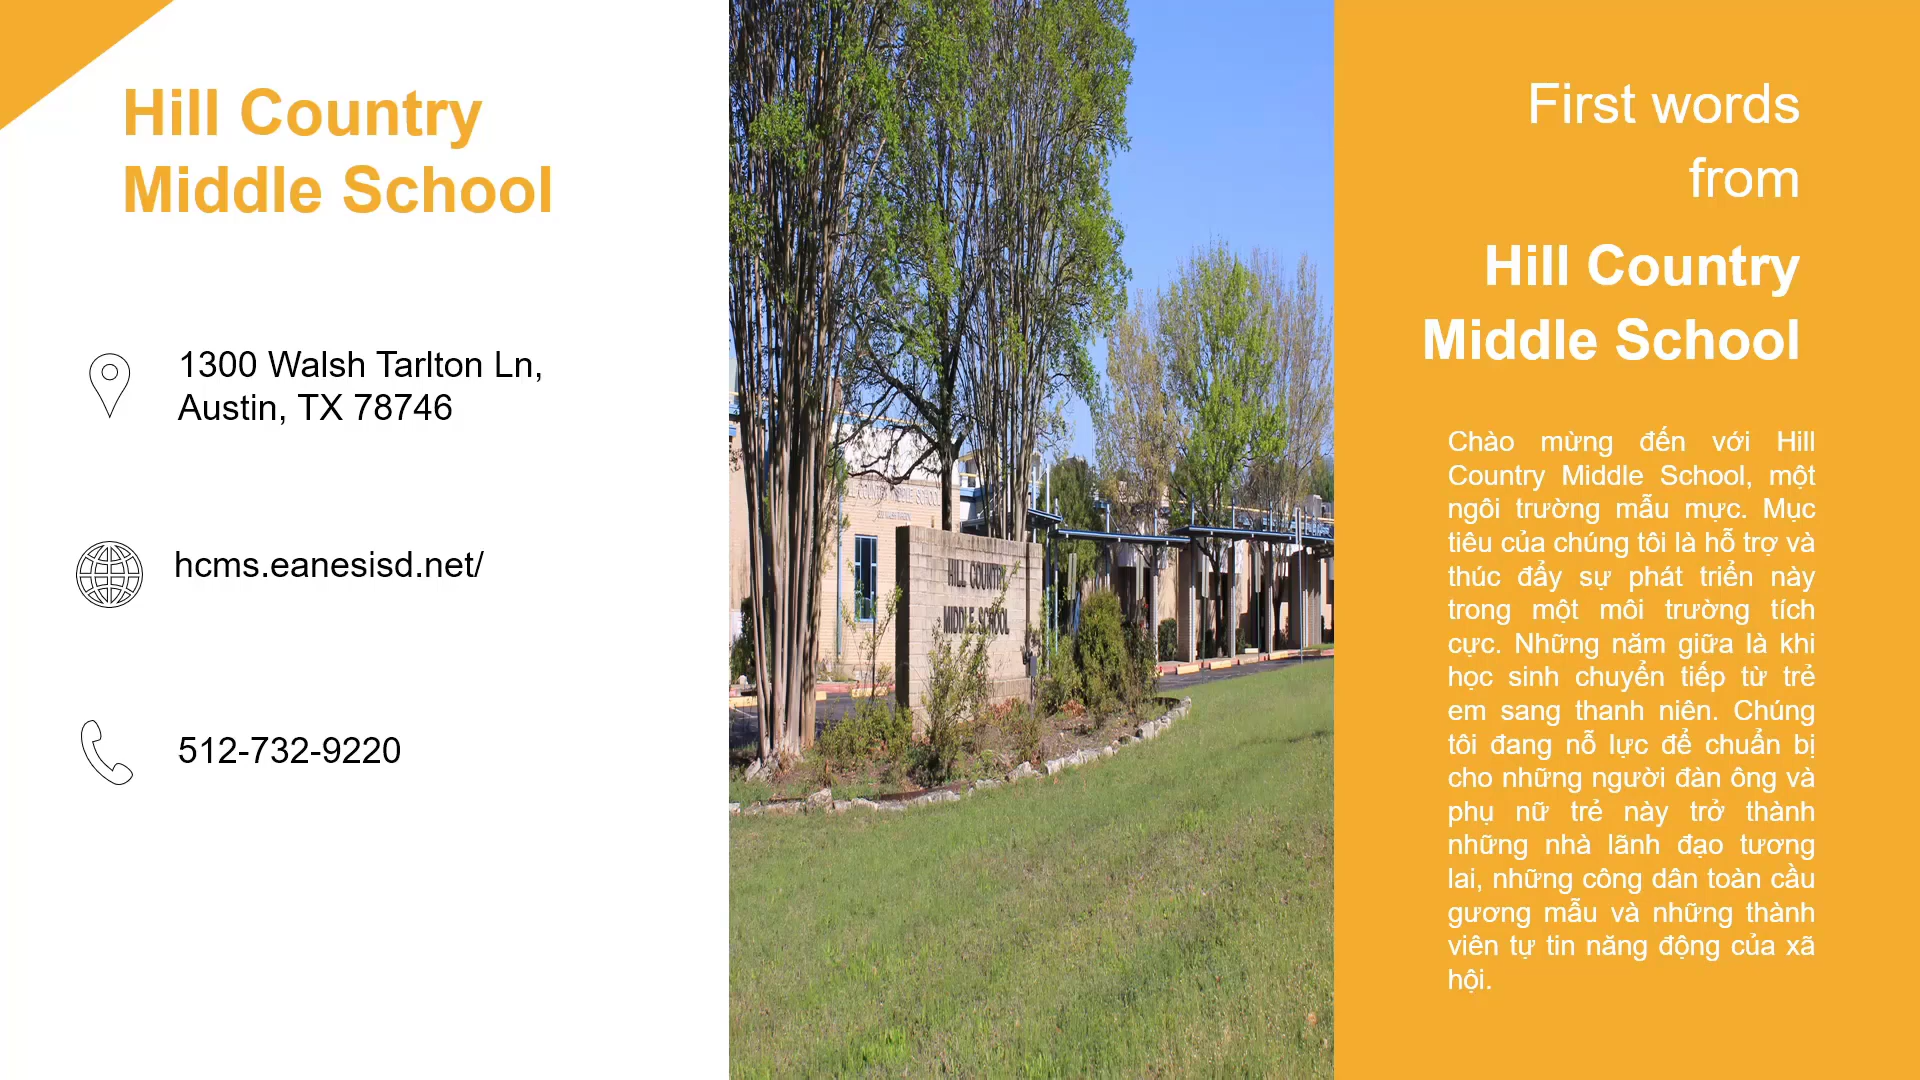 Hill Country
Middle School
1300 Walsh Tarlton Ln,
Austin, TX 78746
hcms.eanesisd.net/
512-732-9220
HILL COUNTRY
MIDDLE SCHOOL
First words
from
Hill Country
Middle School
Chào mừng đến với Hill
Country Middle School, một
ngôi trường mẫu mực. Mục
tiêu của chúng tôi là hỗ trợ và
thúc đẩy sự phát triển này
trong một môi trường tích
cực. Những năm giữa là khi
học sinh chuyển tiếp từ trẻ
em sang thanh niên. Chúng
tôi đang nỗ lực để chuẩn bị
cho những người đàn ông và
phụ nữ trẻ này trở thành
những nhà lãnh đạo tương
lai, những công dân toàn cầu
gương mẫu và những thành
viên tự tin năng động của xã
hội.